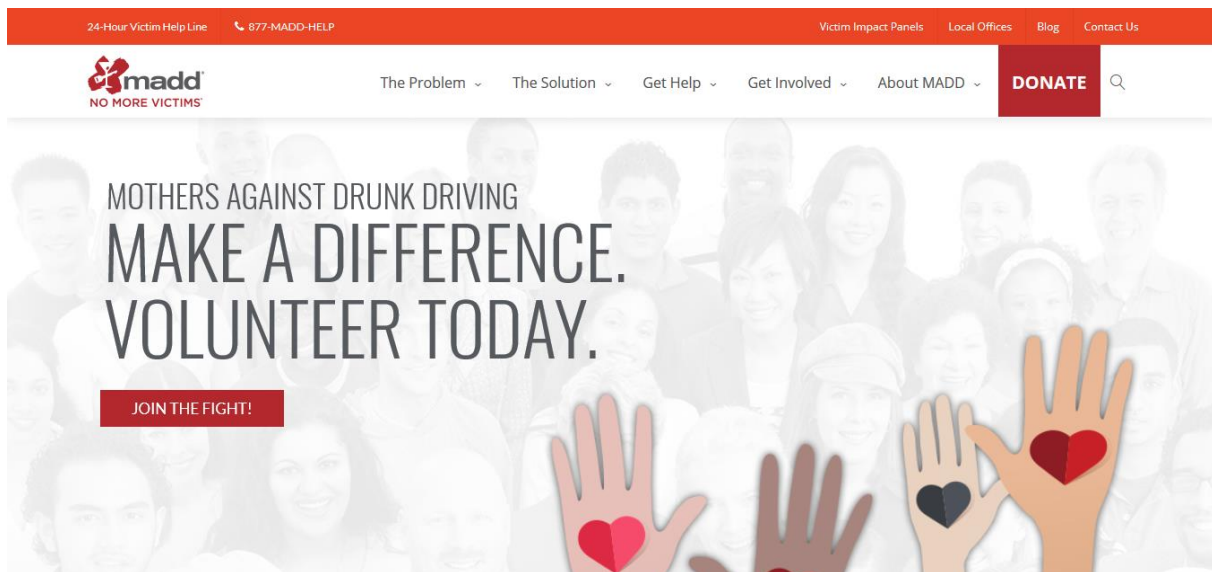 24-Hour Victim Help Line
877-MADD-HELP
Victim Impact Panels
Local Offices
Blog
Contact Us
madd®
NO MORE VICTIMS®
The Problem
The Solution
Get Help
Get Involved
About MADD
DONATE
MOTHERS AGAINST DRUNK DRIVING
MAKE A DIFFERENCE.
VOLUNTEER TODAY.
JOIN THE FIGHT!